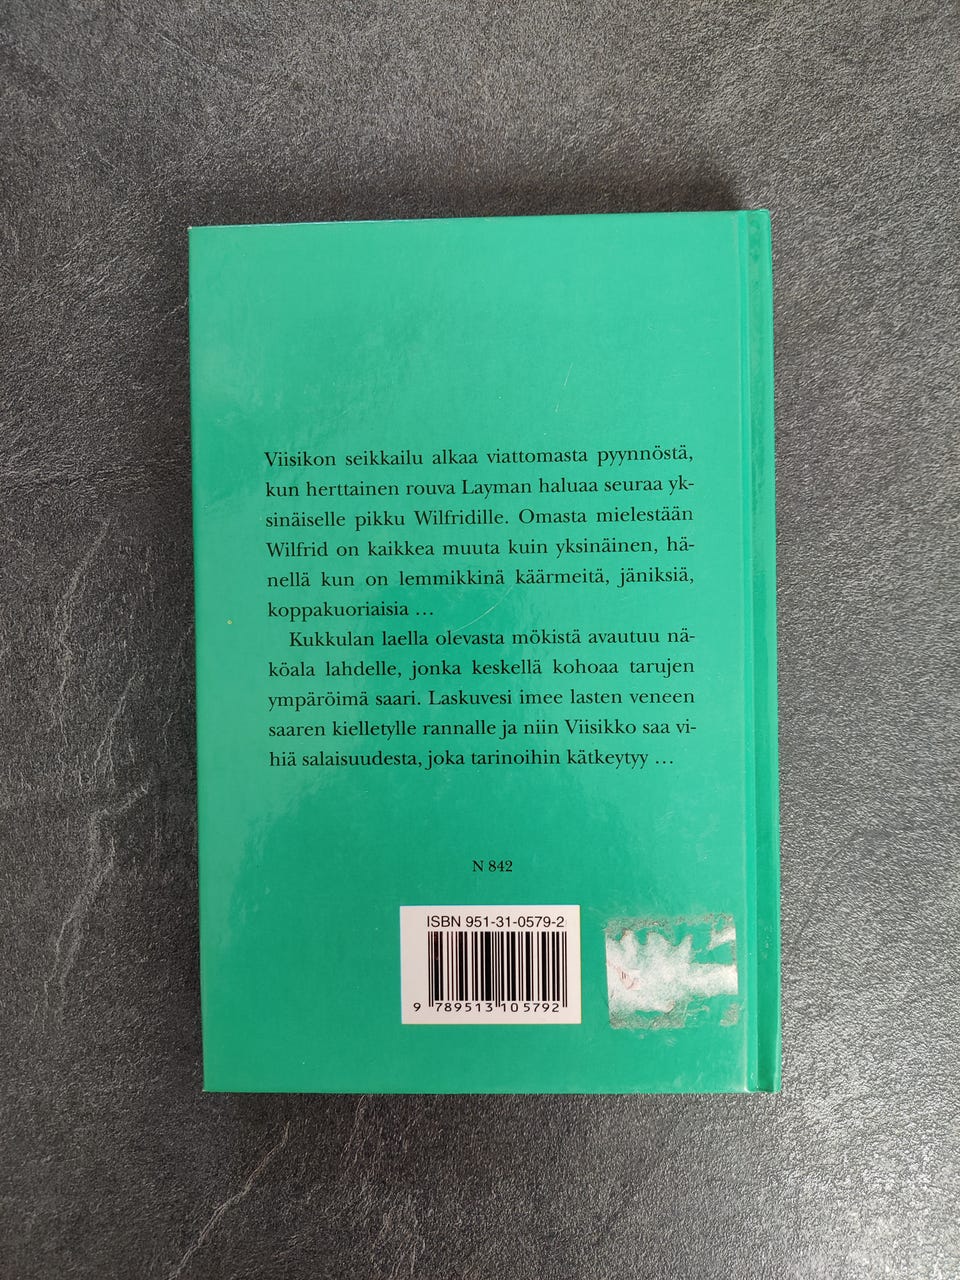 Viisikon seikkailu alkaa viattomasta pyynnöstä,
kun herttainen rouva Layman haluaa seuraa yk-
sinäiselle pikku Wilfridille. Omasta mielestään
Wilfrid on kaikkea muuta kuin yksinäinen, hä-
nellä kun on lemmikkinä käärmeitä, jäniksiä,
koppakuoriaisia ...
Kukkulan laella olevasta mökistä avautuu nä-
köala lahdelle, jonka keskellä kohoaa tarujen
ympäröimä saari. Laskuvesi imee lasten veneen
saaren kielletylle rannalle ja niin Viisikko saa vi-
hiä salaisuudesta, joka tarinoihin kätkeytyy ...
N 842
ISBN 951-31-0579-2
9 789513 105792